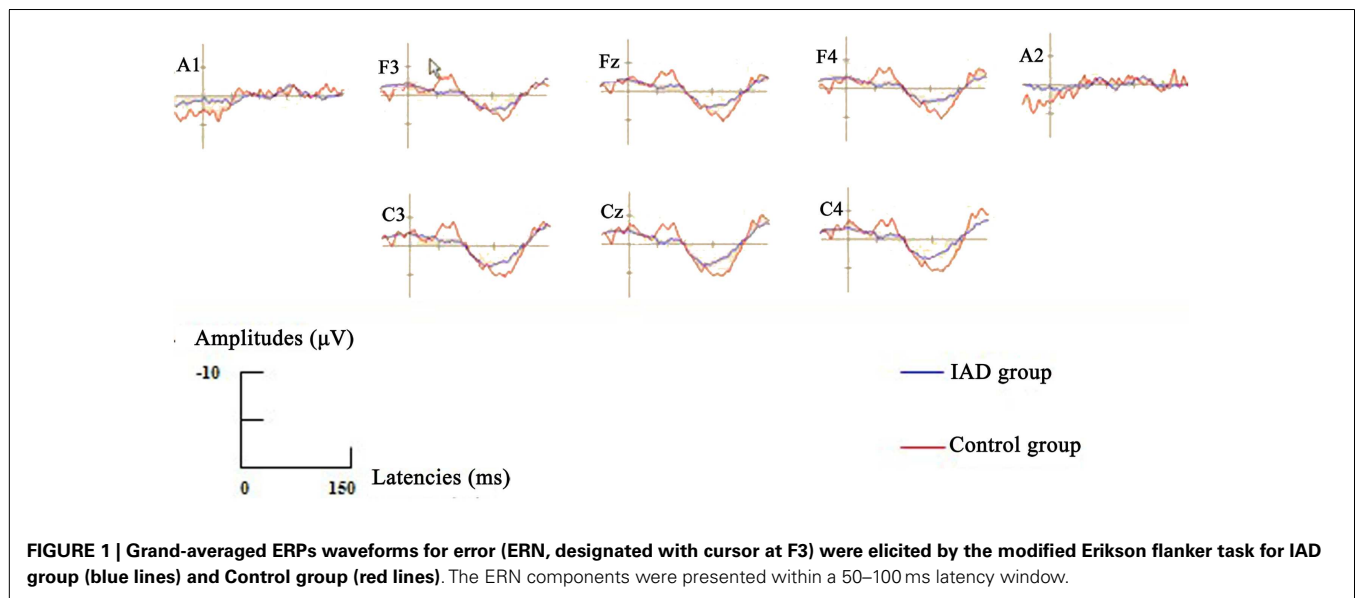 A1
F3
Fz
F4
A2
C3
Cz
C4
Amplitudes (μV)
-10
0
150
Latencies (ms)
IAD group
Control group
FIGURE 1 | Grand-averaged ERPs waveforms for error (ERN, designated with cursor at F3) were elicited by the modified Erikson flanker task for IAD
group (blue lines) and Control group (red lines). The ERN components were presented within a 50–100 ms latency window.